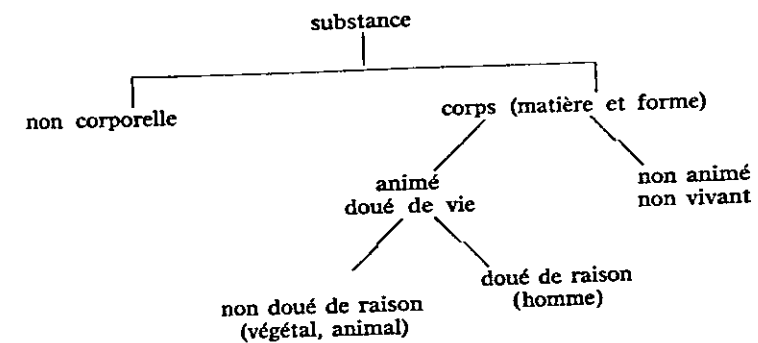 substance
non corporelle
corps (matière et forme)
animé
doué de vie
non animé
non vivant
non doué de raison
(végétal, animal)
doué de raison
(homme)